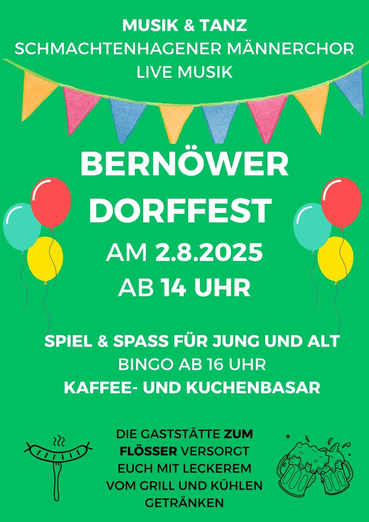 MUSIK & TANZ
SCHMACHTENHAGENER MÄNNERCHOR
LIVE MUSIK
BERNÖWER
DORFFEST
AM 2.8.2025
AB 14 UHR
SPIEL & SPASS FÜR JUNG UND ALT
BINGO AB 16 UHR
KAFFEE- UND KUCHENBASAR
DIE GASTSTÄTTE ZUM
FLÖSSER VERSORGT
EUCH MIT LECKEREM
VOM GRILL UND KÜHLEN
GETRÄNKEN